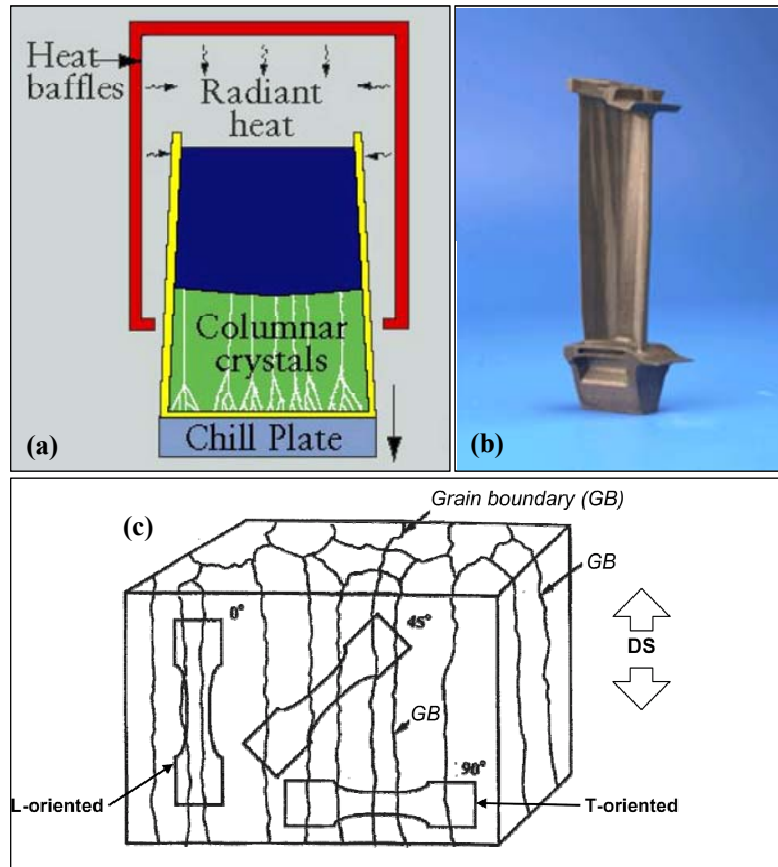 Heat
baffles
Radiant
heat
Columnar
crystals
Chill Plate
(a)
(b)
(c)
Grain boundary (GB)
GB
0°
45°
DS
GB
90°
L-oriented
T-oriented